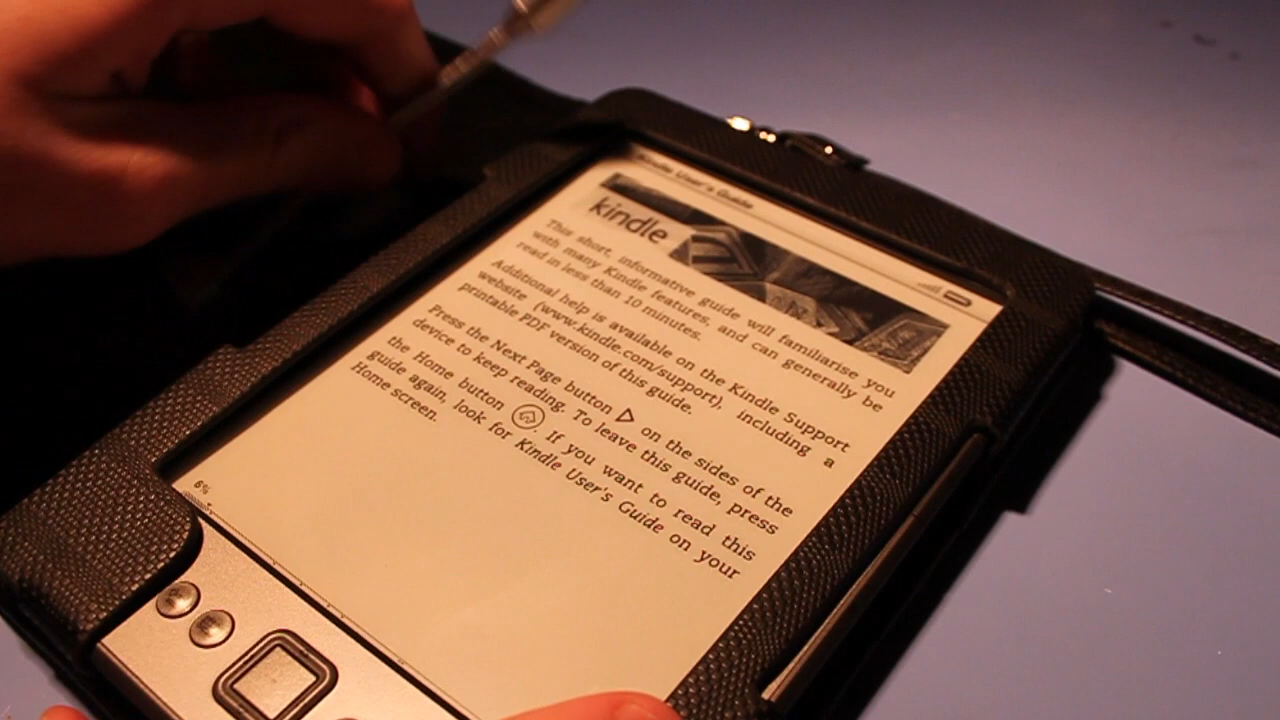 Kindle User's Guide
kindle
This short, informative guide will familiarise you
with many Kindle features, and can generally be
read in less than 10 minutes.
Additional help is available on the Kindle Support
website (www.kindle.com/support), including a
printable PDF version of this guide.
Press the Next Page button ▷ on the sides of the
device to keep reading. To leave this guide, press
the Home button . If you want to read this
guide again, look for Kindle User's Guide on your
Home screen.
6%